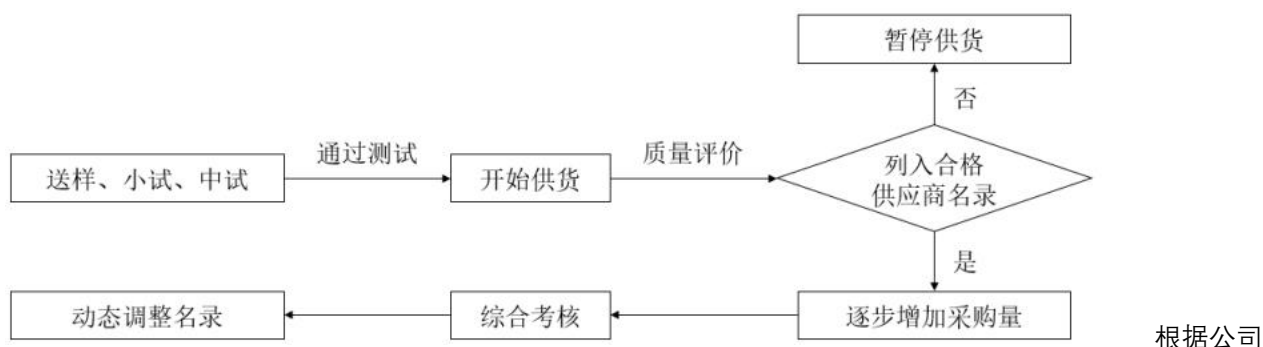 暂停供货
否
送样、小试、中试
通过测试
开始供货
质量评价
列入合格
供应商名录
是
动态调整名录
综合考核
逐步增加采购量
根据公司